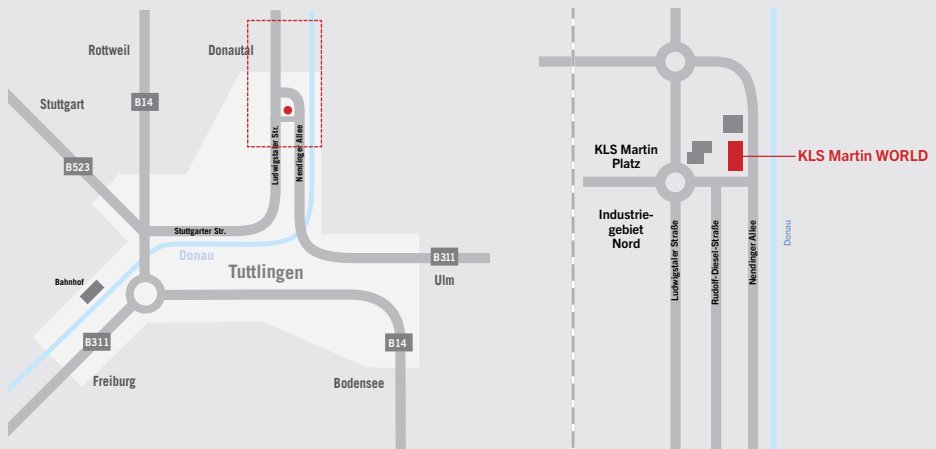 Rottweil
Donautal
Stuttgart
B14
B523
Ludwigstaler Str.
Nendinger Allee
Stuttgarter Str.
Donau
Tuttlingen
B311
Ulm
Bahnhof
B311
B14
Freiburg
Bodensee
KLS Martin
Platz
KLS Martin WORLD
Industrie-
gebiet
Nord
Ludwigstaler Straße
Rudolf-Diesel-Straße
Nendinger Allee
Donau